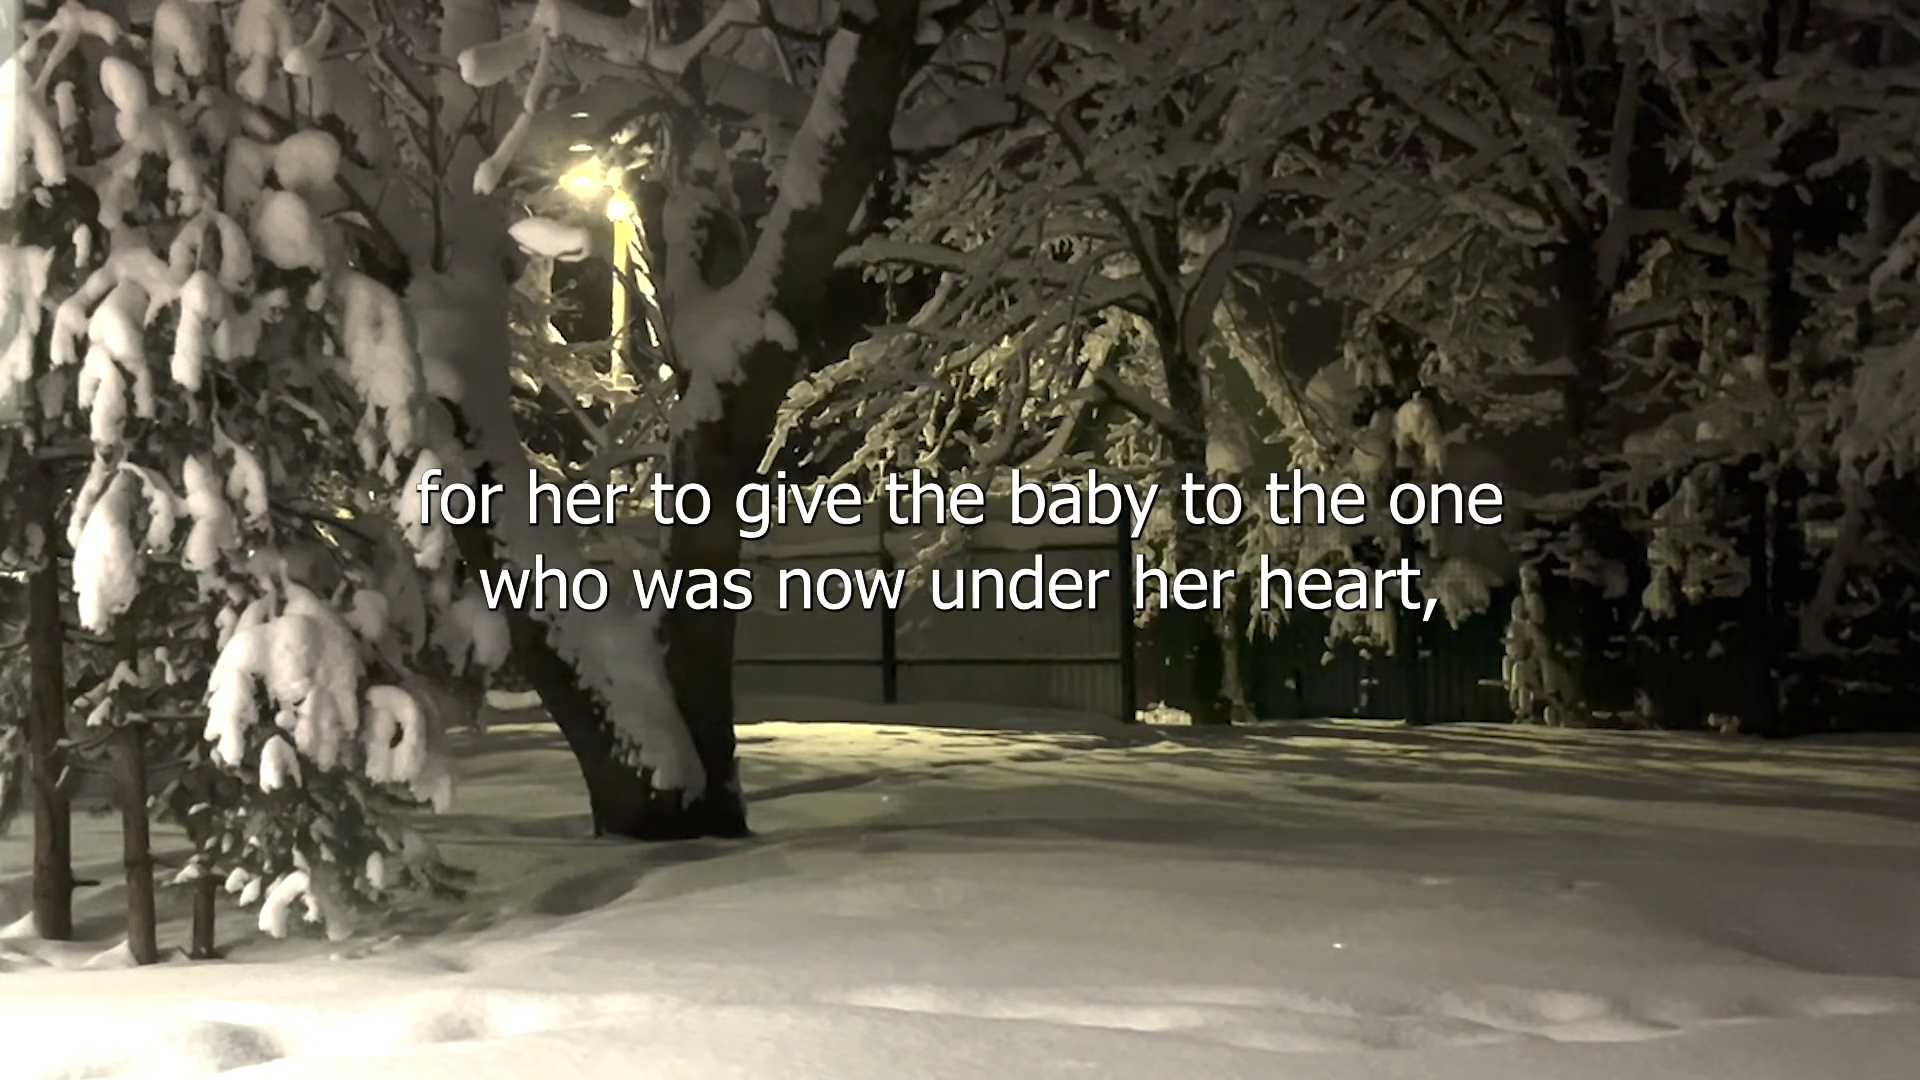 for her to give the baby to the one
who was now under her heart,